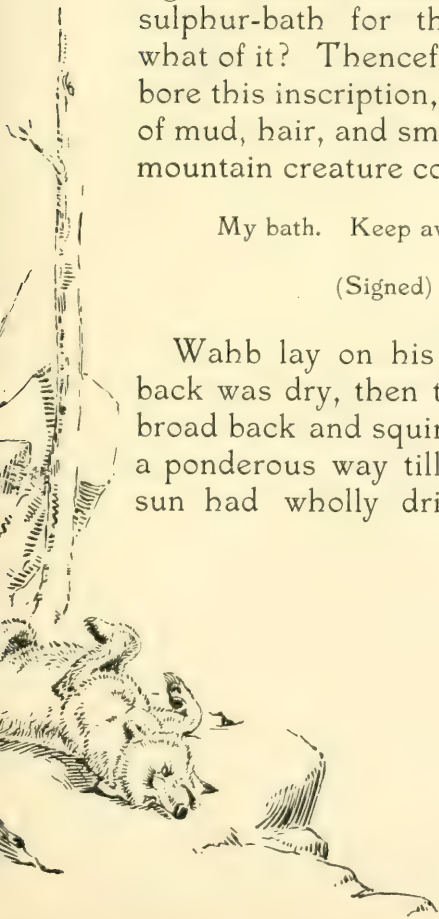 sulphur-bath for th
what of it? Thencef
bore this inscription,
of mud, hair, and sm
mountain creature co
My bath. Keep av
(Signed)
Wahb lay on his
back was dry, then t
broad back and squir
a ponderous way till
sun had wholly dri